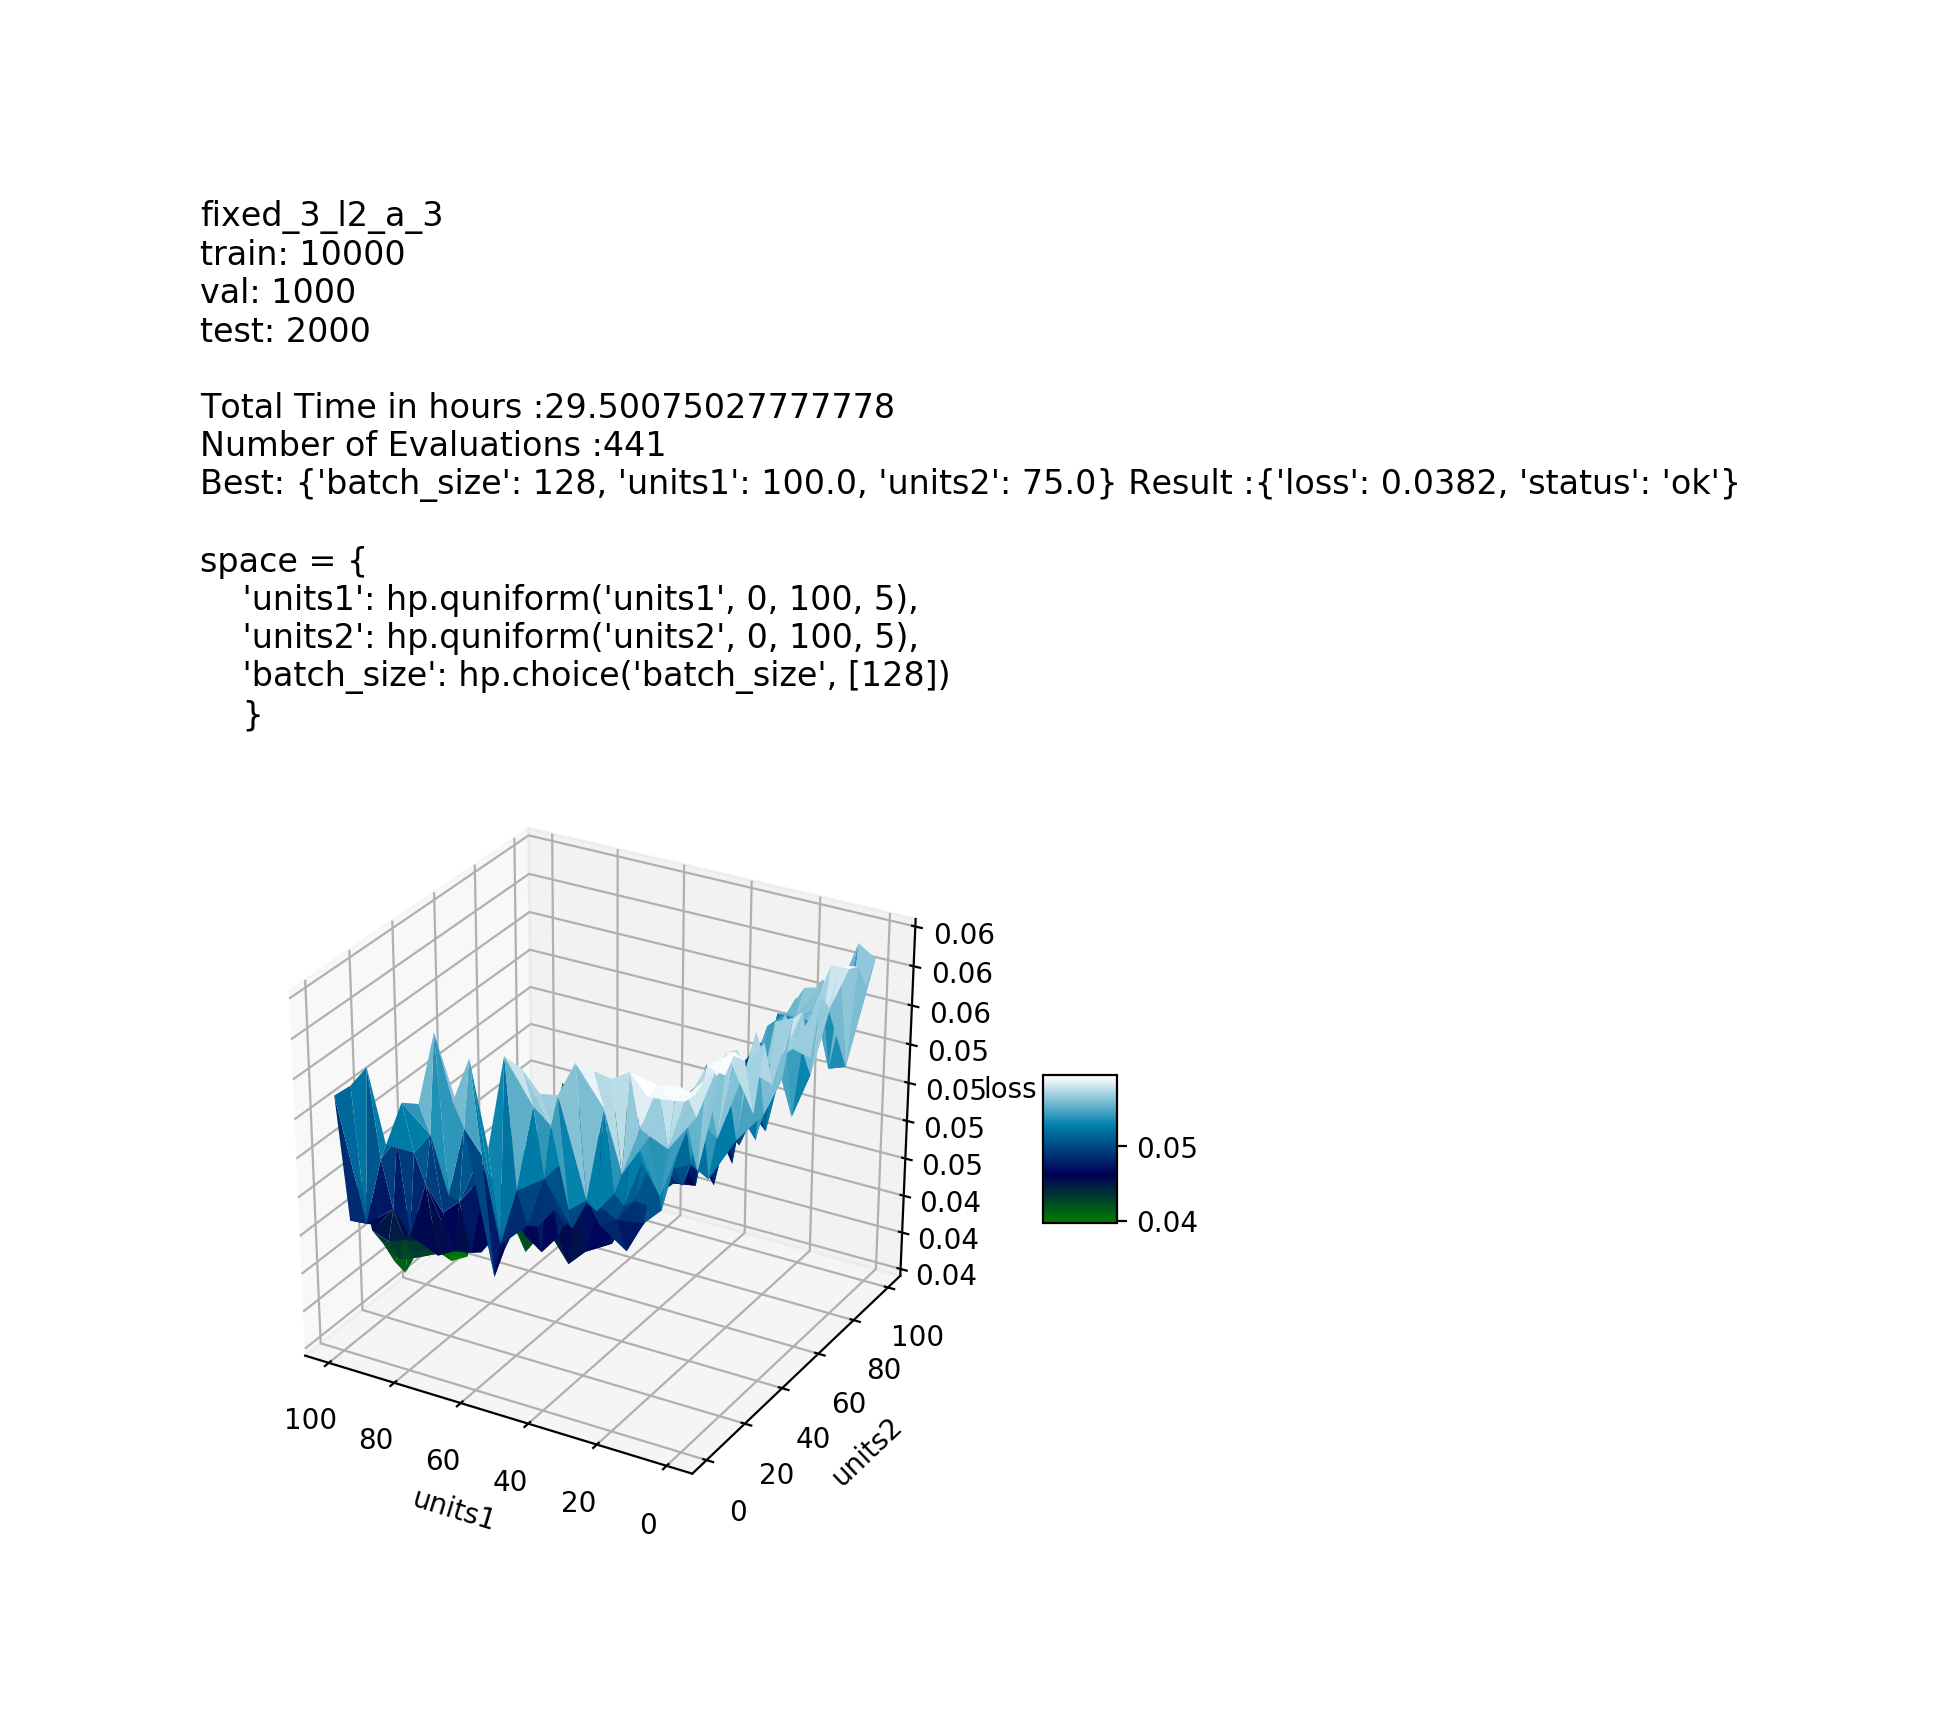 fixed_3_l2_a_3
train: 10000
val: 1000
test: 2000
Total Time in hours :29.50075027777778
Number of Evaluations :441
Best: {'batch_size': 128, 'units1': 100.0, 'units2': 75.0} Result :{'loss': 0.0382, 'status': 'ok'}
space = {
'units1': hp.quniform('units1', 0, 100, 5),
'units2': hp.quniform('units2', 0, 100, 5),
'batch_size': hp.choice('batch_size', [128])
}
0.06
0.06
0.06
0.05
0.05
0.05
0.05
0.04
0.04
0.04
loss
0.05
0.04
100
80
60
40
20
0
units1
100
80
60
40
20
0
units2